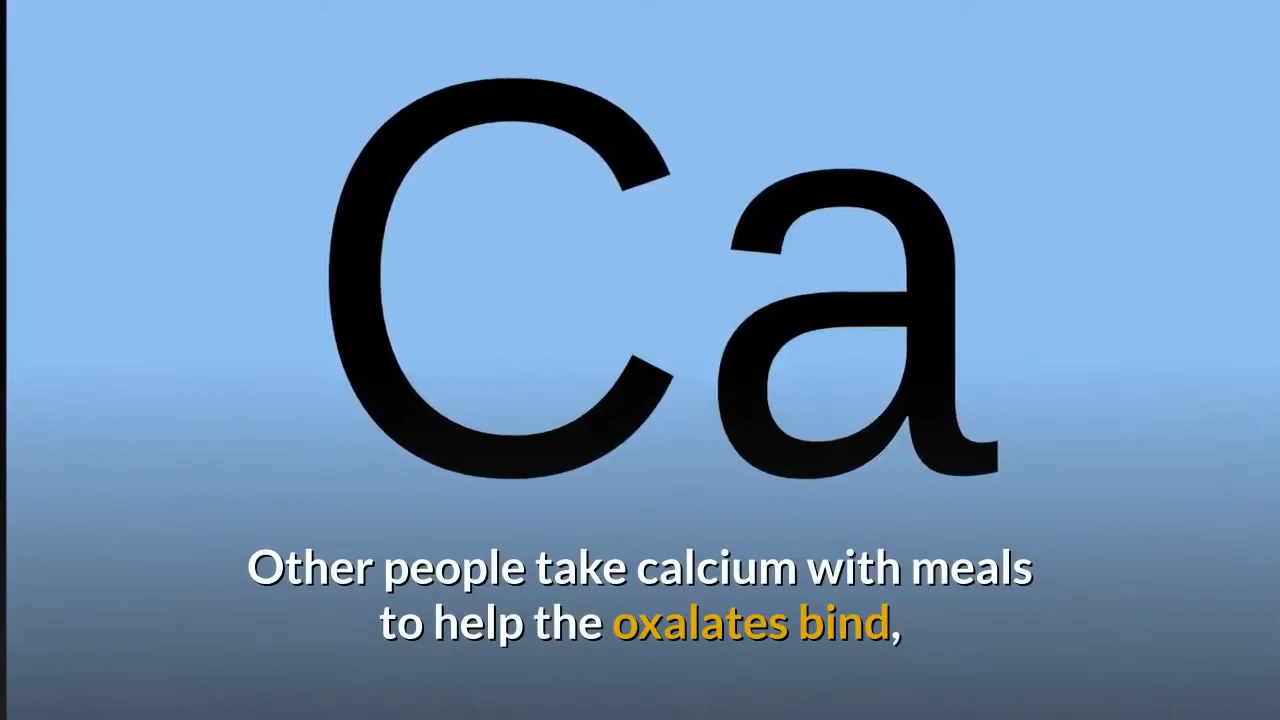 Ca
Other people take calcium with meals
to help the oxalates bind,